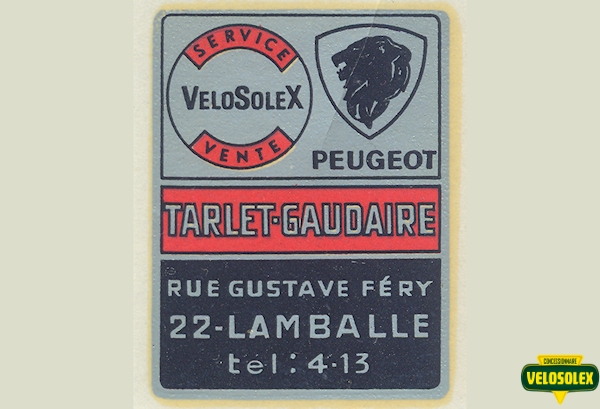 SERVICE
VELOSOLEX
VENTE
PEUGEOT
TARLET-GAUDAIRE
RUE GUSTAVE FÉRY
22-LAMBALLE
tel: 4-13
CONCESSIONNAIRE
VELOSOLEX